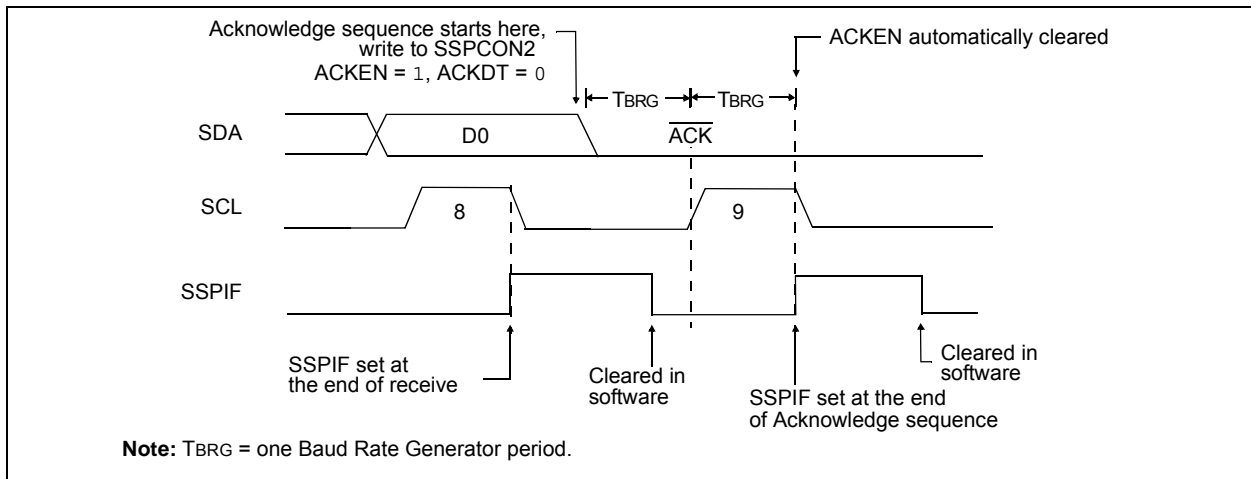 Acknowledge sequence starts here,
write to SSPCON2
ACKEN = 1, ACKDT = 0
ACKEN automatically cleared
TBRG
TBRG
SDA
D0
ACK
SCL
8
9
SSPIF
SSPIF set at
the end of receive
Cleared in
software
SSPIF set at the end
of Acknowledge sequence
Cleared in
software
Note: TBRG = one Baud Rate Generator period.